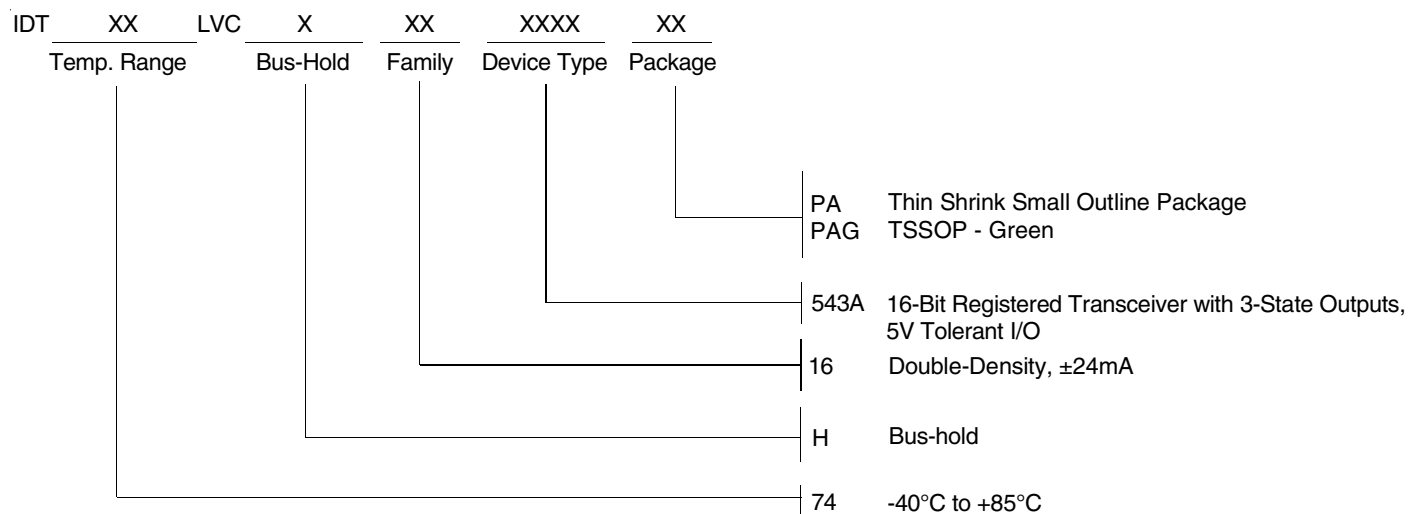 IDT XX LVC X XX XXXX XX
Temp. Range Bus-Hold Family Device Type Package
PA Thin Shrink Small Outline Package
PAG TSSOP - Green
543A 16-Bit Registered Transceiver with 3-State Outputs,
5V Tolerant I/O
16 Double-Density, ±24mA
H Bus-hold
74 -40°C to +85°C